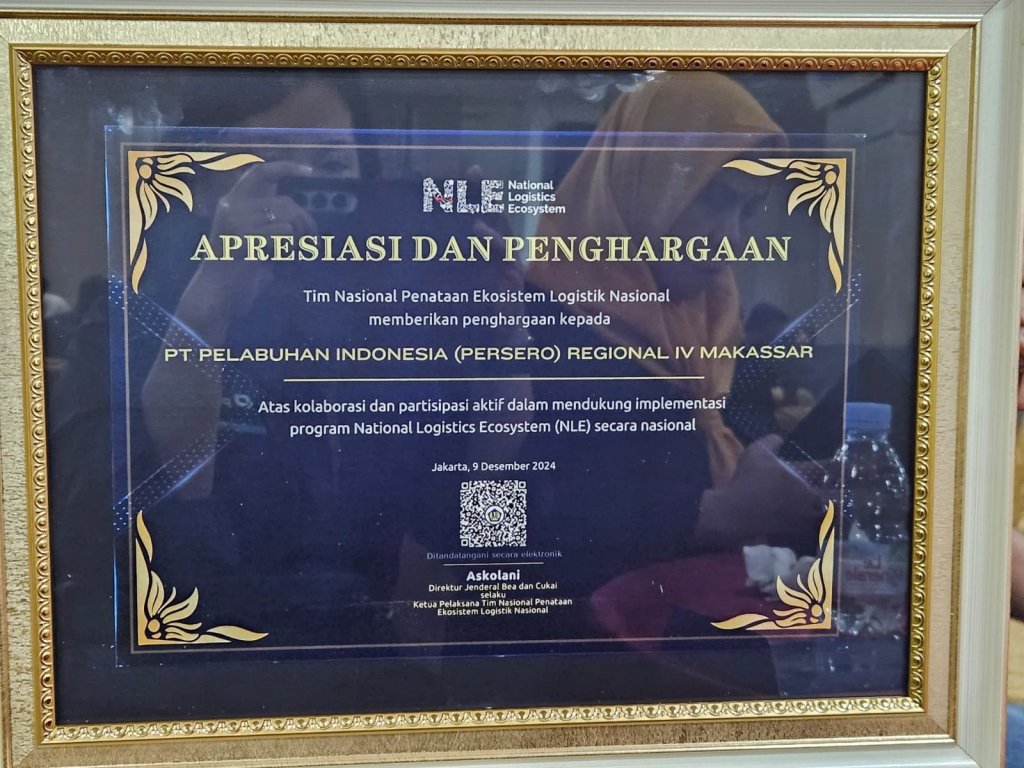 NLE National
Logistics
Ecosystem
APRESIASI DAN PENGHARGAAN
Tim Nasional Penataan Ekosistem Logistik Nasional
memberikan penghargaan kepada
PT PELABUHAN INDONESIA (PERSERO) REGIONAL IV MAKASSAR
Atas kolaborasi dan partisipasi aktif dalam mendukung implementasi
program National Logistics Ecosystem (NLE) secara nasional
Jakarta, 9 Desember 2024
Ditandatangani secara elektronik
Askolani
Direktur Jenderal Bea dan Cukai
selaku
Ketua Pelaksana Tim Nasional Penataan
Ekosistem Logistik Nasional